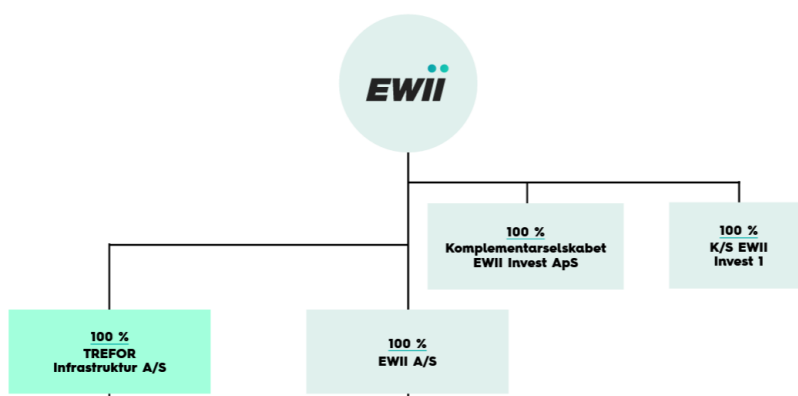 EWII
100 %
Komplementarselskabet
EWII Invest ApS
100 %
K/S EWII
Invest 1
100 %
TREFOR
Infrastruktur A/S
100 %
EWII A/S